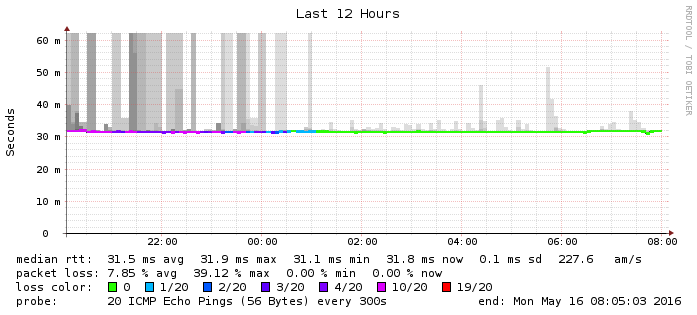 Last 12 Hours
RRDTOOL / TOBI OETIKER
Seconds
60 m
50 m
40 m
30 m
20 m
10 m
0
22:00 00:00 02:00 04:00 06:00 08:00
median rtt: 31.5 ms avg 31.9 ms max 31.1 ms min 31.8 ms now 0.1 ms sd 227.6 am/s
packet loss: 7.85 % avg 39.12 % max 0.00 % min 0.00 % now
loss color: 0 1/20 2/20 3/20 4/20 10/20 19/20
probe: 20 ICMP Echo Pings (56 Bytes) every 300s end: Mon May 16 08:05:03 2016